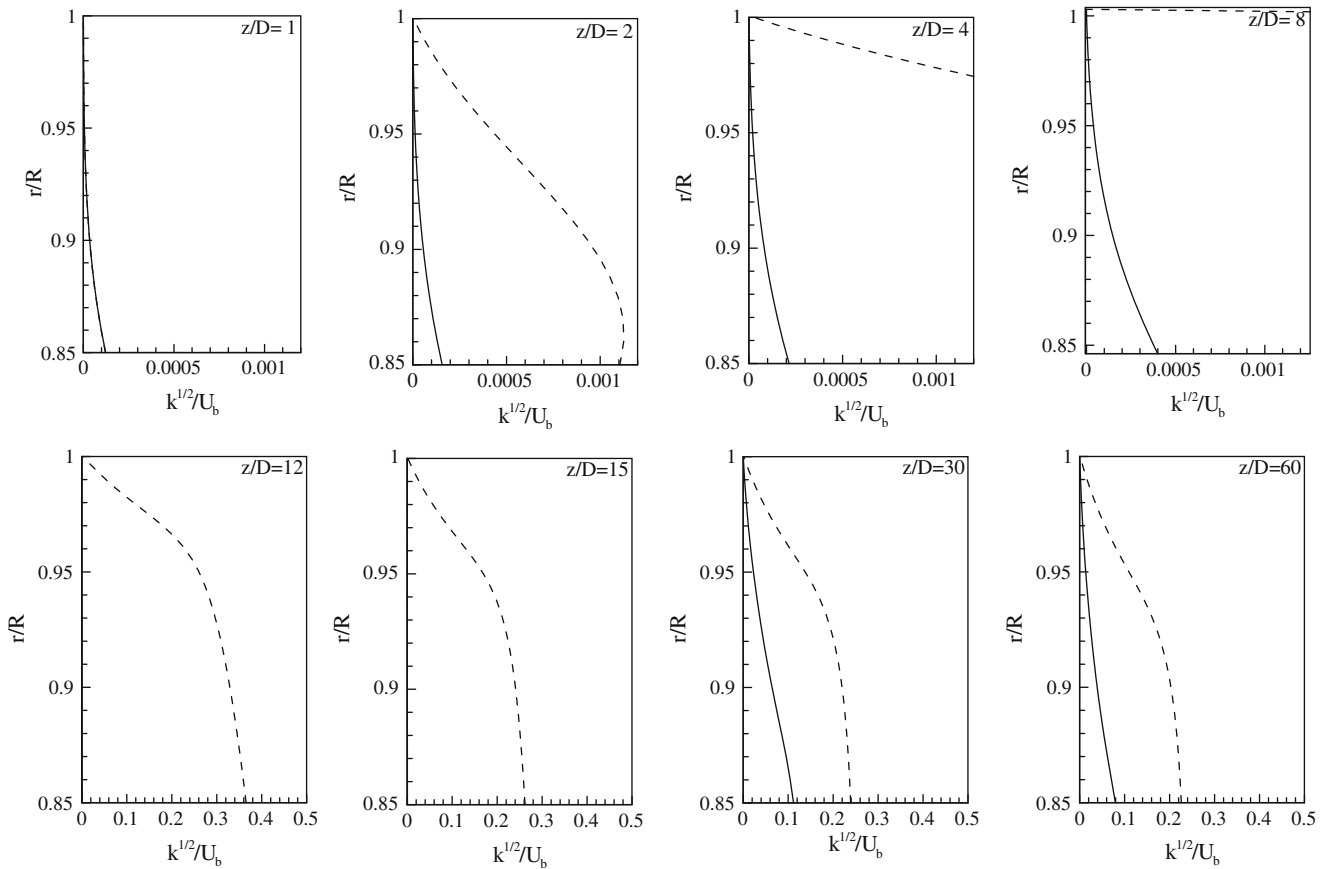 z/D= 1
1
0.95
0.9
0.85
r/R
0 0.0005 0.001
k^{1/2}/U_b
z/D= 2
1
0.95
0.9
0.85
r/R
0 0.0005 0.001
k^{1/2}/U_b
z/D= 4
1
0.95
0.9
0.85
r/R
0 0.0005 0.001
k^{1/2}/U_b
z/D= 8
1
0.95
0.9
0.85
r/R
0 0.0005 0.001
k^{1/2}/U_b
z/D=12
1
0.95
0.9
0.85
r/R
0 0.1 0.2 0.3 0.4 0.5
k^{1/2}/U_b
z/D=15
1
0.95
0.9
0.85
r/R
0 0.1 0.2 0.3 0.4 0.5
k^{1/2}/U_b
z/D=30
1
0.95
0.9
0.85
r/R
0 0.1 0.2 0.3 0.4 0.5
k^{1/2}/U_b
z/D=60
1
0.95
0.9
0.85
r/R
0 0.1 0.2 0.3 0.4 0.5
k^{1/2}/U_b